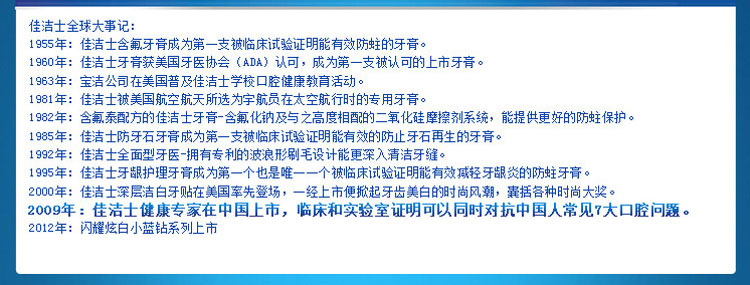 佳洁士全球大事记：
1955年：佳洁士含氟牙膏成为第一支被临床试验证明能有效防蛀的牙膏。
1960年：佳洁士牙膏获美国牙医协会（ADA）认可，成为第一支被认可的上市牙膏。
1963年：宝洁公司在美国普及佳洁士学校口腔健康教育活动。
1981年：佳洁士被美国航空航天所选为宇航员在太空航行时的专用牙膏。
1982年：含氟泰配方的佳洁士牙膏-含氟化钠及与之高度相配的二氧化硅摩擦剂系统，能提供更好的防蛀保护。
1985年：佳洁士防牙石牙膏成为第一支被临床试验证明能有效的防止牙石再生的牙膏。
1992年：佳洁士全面型牙医-拥有专利的波浪形刷毛设计能更深入清洁牙缝。
1995年：佳洁士牙龈护理牙膏成为第一个也是唯一一个被临床试验证明能有效减轻牙龈炎的防蛀牙膏。
2000年：佳洁士深层洁白牙贴在美国率先登场，一经上市便掀起牙齿美白的时尚风潮，囊括各种时尚大奖。
2009年：佳洁士健康专家在中国上市，临床和实验室证明可以同时对抗中国人常见7大口腔问题。
2012年：闪耀炫白小蓝钻系列上市